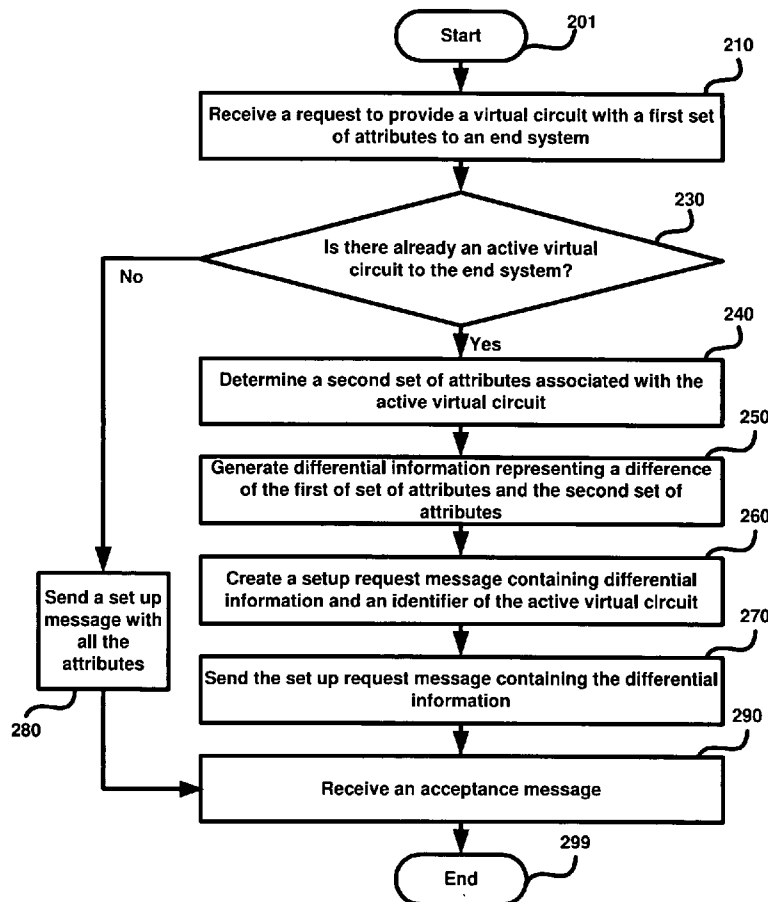 Start
201
210
Receive a request to provide a virtual circuit with a first set
of attributes to an end system
230
Is there already an active virtual
circuit to the end system?
No
Yes
240
Determine a second set of attributes associated with the
active virtual circuit
250
Generate differential information representing a difference
of the first of set of attributes and the second set of
attributes
260
Create a setup request message containing differential
information and an identifier of the active virtual circuit
Send a set up
message with
all the
attributes
280
270
Send the set up request message containing the differential
information
290
Receive an acceptance message
End
299